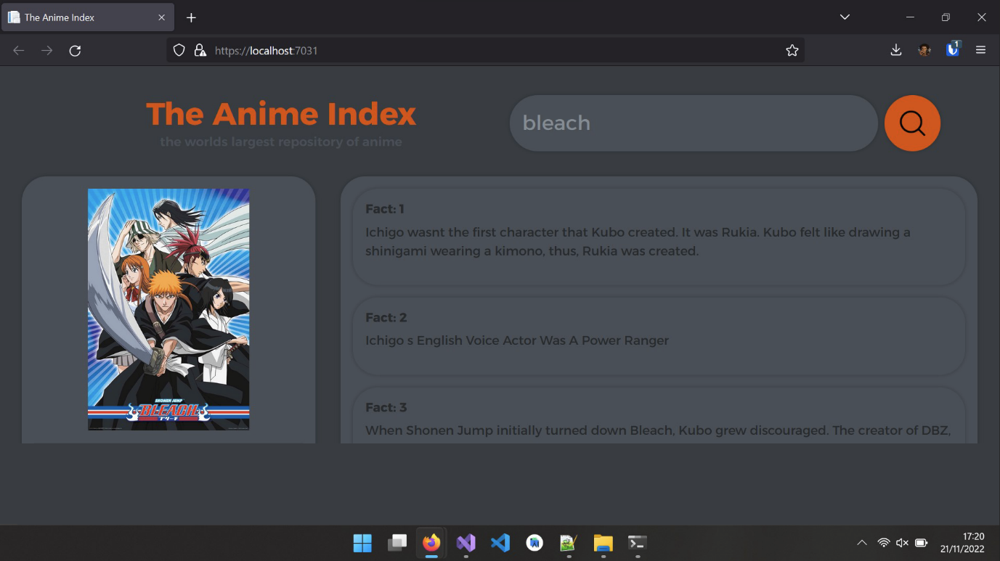 The Anime Index
https://localhost:7031
1
The Anime Index
the worlds largest repository of anime
bleach
Fact: 1
Ichigo wasnt the first character that Kubo created. It was Rukia. Kubo felt like drawing a
shinigami wearing a kimono, thus, Rukia was created.
Fact: 2
Ichigo s English Voice Actor Was A Power Ranger
Fact: 3
When Shonen Jump initially turned down Bleach, Kubo grew discouraged. The creator of DBZ,
SHONEN JUMP
BLEACH
ブリーチ
17:20
21/11/2022